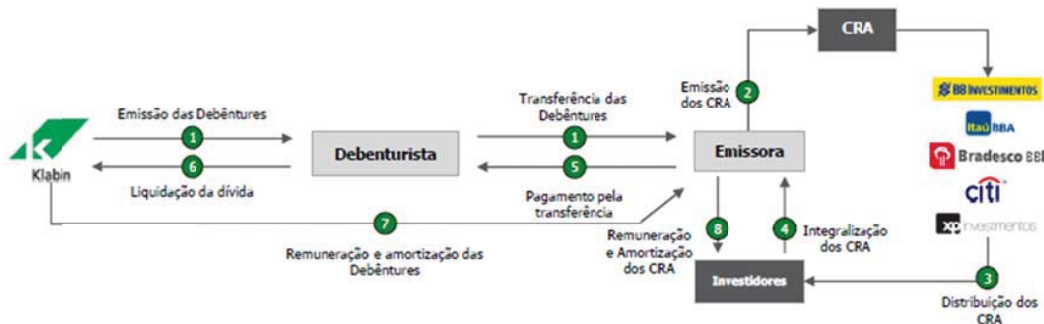 CRA
Emissão
dos CRA
2
BB INVESTIMENTOS
Itaú BBA
Bradesco BBI
citi
xpinvestimentos
Emissão das Debêntures
1
Klabin
6
Liquidação da dívida
Debenturista
Transferência das
Debêntures
1
5
Pagamento pela
transferência
Emissora
7
Remuneração e amortização das
Debêntures
8
Remuneração
e Amortização
dos CRA
4
Integralização
dos CRA
Investidores
3
Distribuição dos
CRA